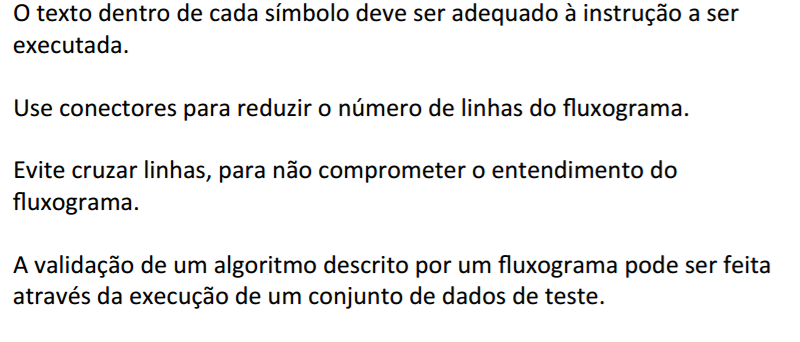 O texto dentro de cada símbolo deve ser adequado à instrução a ser
executada.
Use conectores para reduzir o número de linhas do fluxograma.
Evite cruzar linhas, para não comprometer o entendimento do
fluxograma.
A validação de um algoritmo descrito por um fluxograma pode ser feita
através da execução de um conjunto de dados de teste.